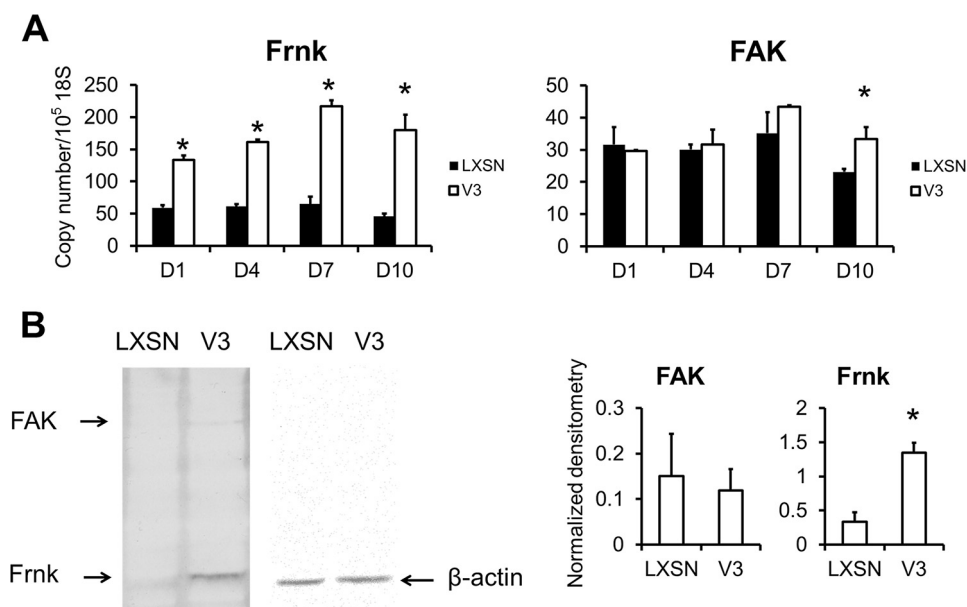 A
Frnk
Copy number/10⁵ 18S
250
200
150
100
50
0
* * * *
D1 D4 D7 D10
LXSN
V3
FAK
50
40
30
20
10
0
*
D1 D4 D7 D10
LXSN
V3
B
LXSN V3 LXSN V3
FAK
Frnk
β-actin
FAK
Normalized densitometry
0.3
0.2
0.1
0
LXSN V3
Frnk
2
1.5
1
0.5
0
*
LXSN V3